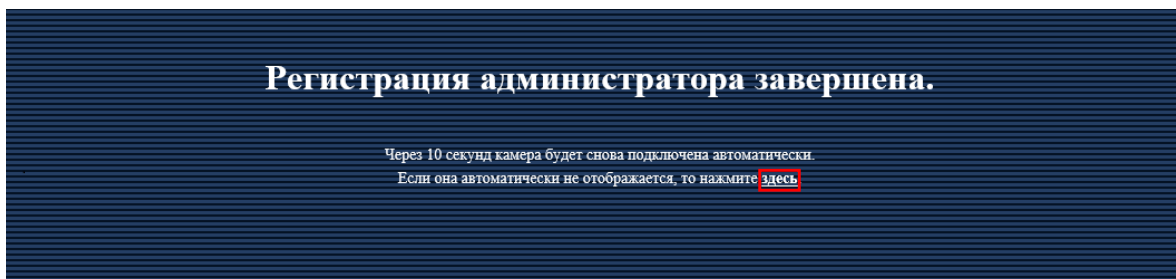 Регистрация администратора завершена.
Через 10 секунд камера будет снова подключена автоматически.
Если она автоматически не отображается, то нажмите здесь